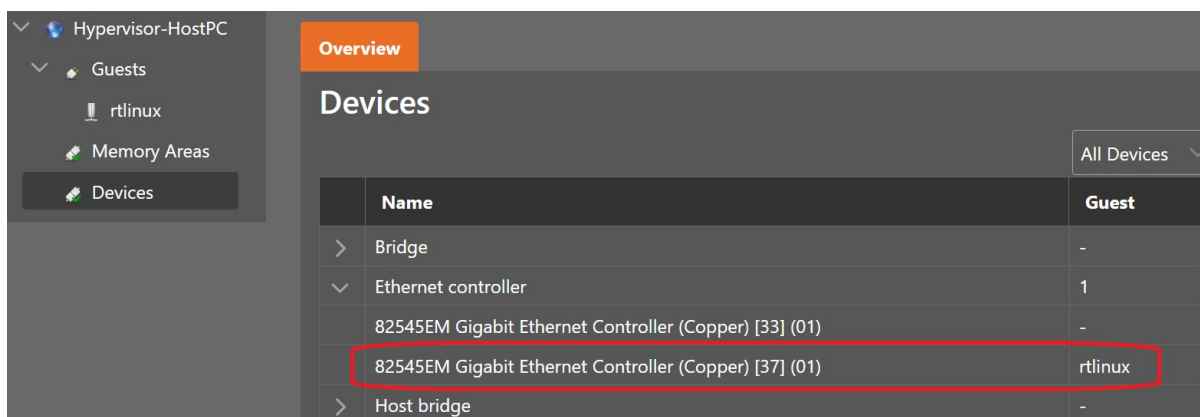 Hypervisor-HostPC
Guests
rtlinux
Memory Areas
Devices
Overview
Devices
All Devices
Name Guest
Bridge -
Ethernet controller 1
82545EM Gigabit Ethernet Controller (Copper) [33] (01) -
82545EM Gigabit Ethernet Controller (Copper) [37] (01) rtlinux
Host bridge -